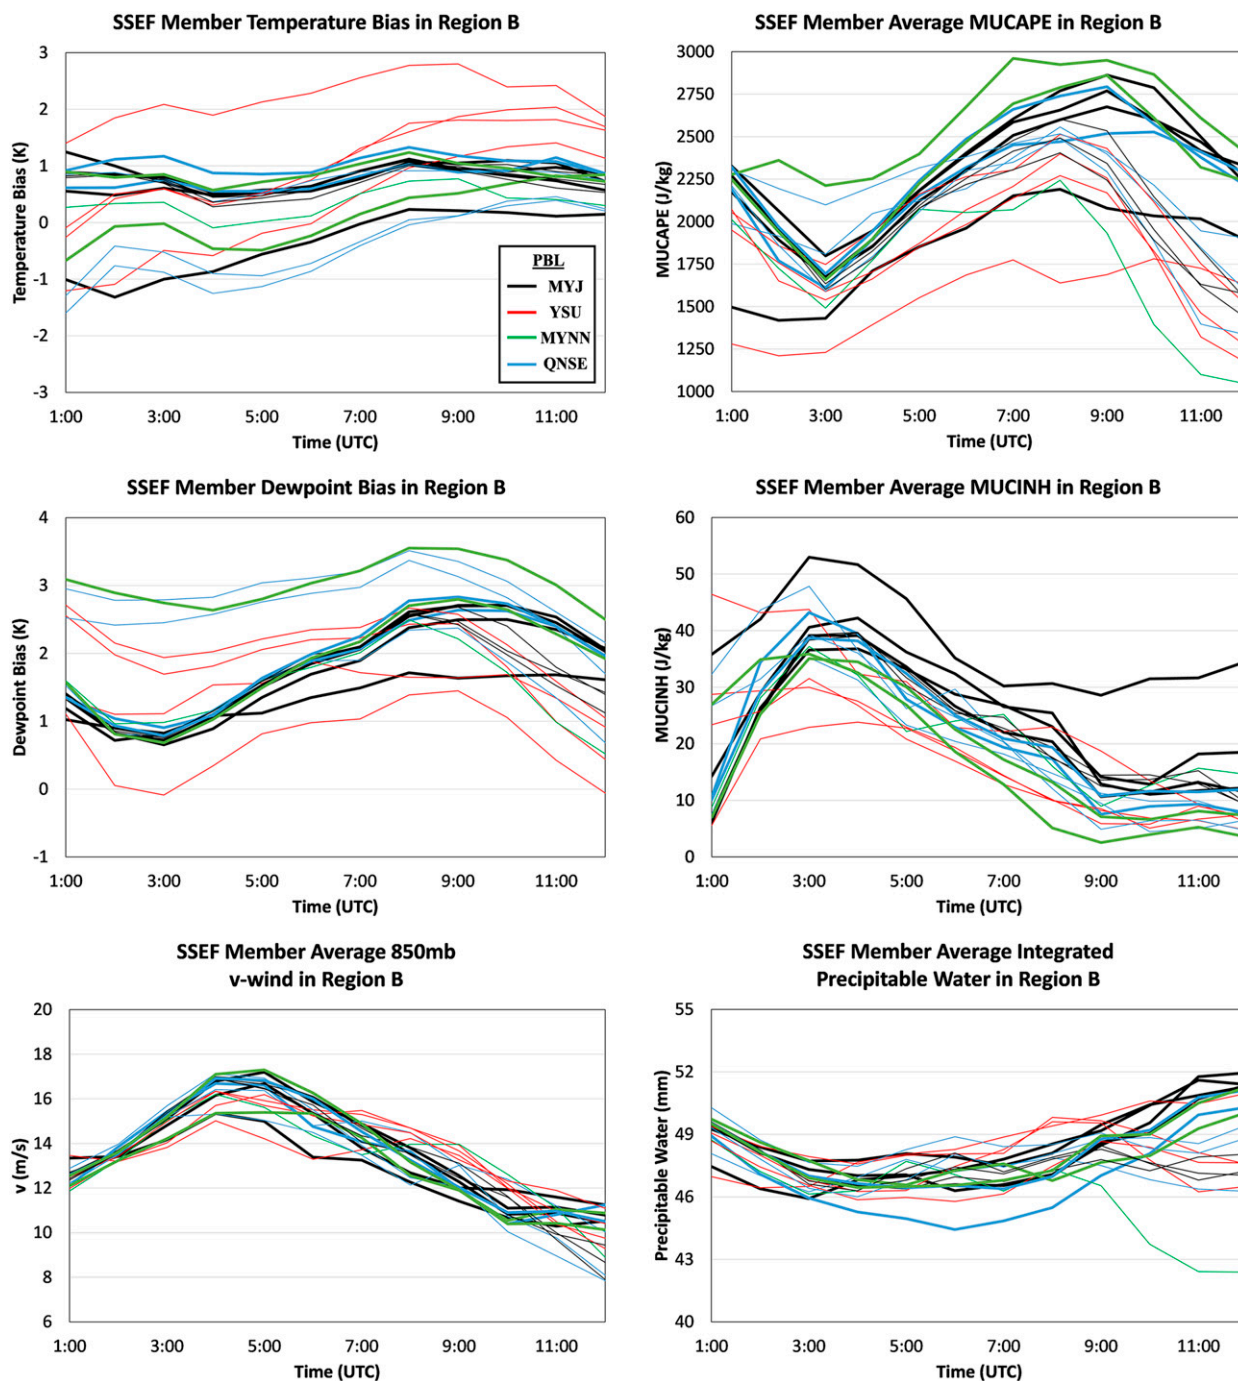 SSEF Member Temperature Bias in Region B
Temperature Bias (K)
3
2
1
0
-1
-2
-3
1:00 3:00 5:00 7:00 9:00 11:00
Time (UTC)
PBL
MYJ
YSU
MYNN
QNSE
SSEF Member Average MUCAPE in Region B
MUCAPE (J/kg)
3000
2750
2500
2250
2000
1750
1500
1250
1000
1:00 3:00 5:00 7:00 9:00 11:00
Time (UTC)
SSEF Member Dewpoint Bias in Region B
Dewpoint Bias (K)
4
3
2
1
0
-1
1:00 3:00 5:00 7:00 9:00 11:00
Time (UTC)
SSEF Member Average MUCINH in Region B
MUCINH (J/kg)
60
50
40
30
20
10
0
1:00 3:00 5:00 7:00 9:00 11:00
Time (UTC)
SSEF Member Average 850mb
v-wind in Region B
v (m/s)
20
18
16
14
12
10
8
6
1:00 3:00 5:00 7:00 9:00 11:00
Time (UTC)
SSEF Member Average Integrated
Precipitable Water in Region B
Precipitable Water (mm)
55
52
49
46
43
40
1:00 3:00 5:00 7:00 9:00 11:00
Time (UTC)